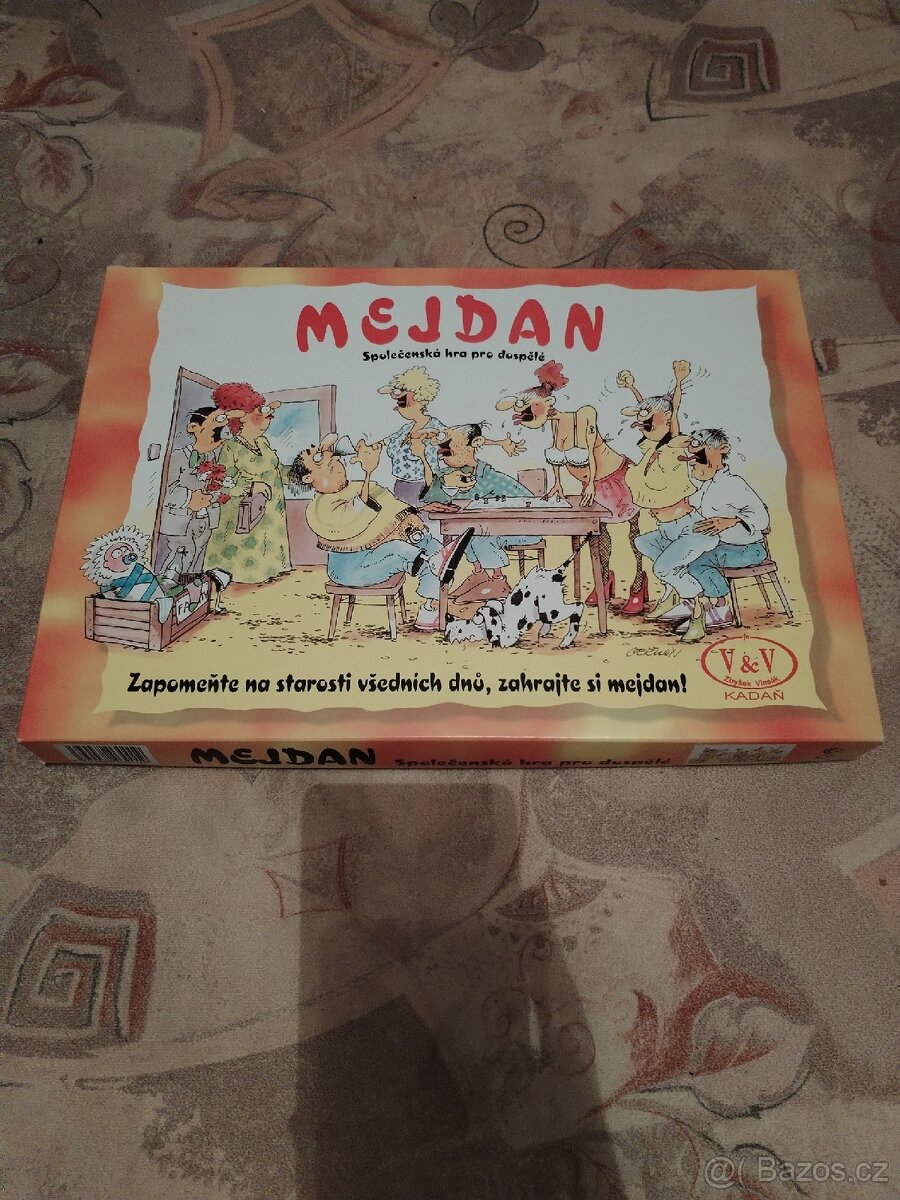 MEJDAN
Společenská hra pro dospělé
Zapomeňte na starosti všedních dnů, zahrajte si mejdan!
V & V
Zbyšek Vlasák
KADAŇ
MEJDAN Společenská hra pro dospělé
@( Bazos.cz